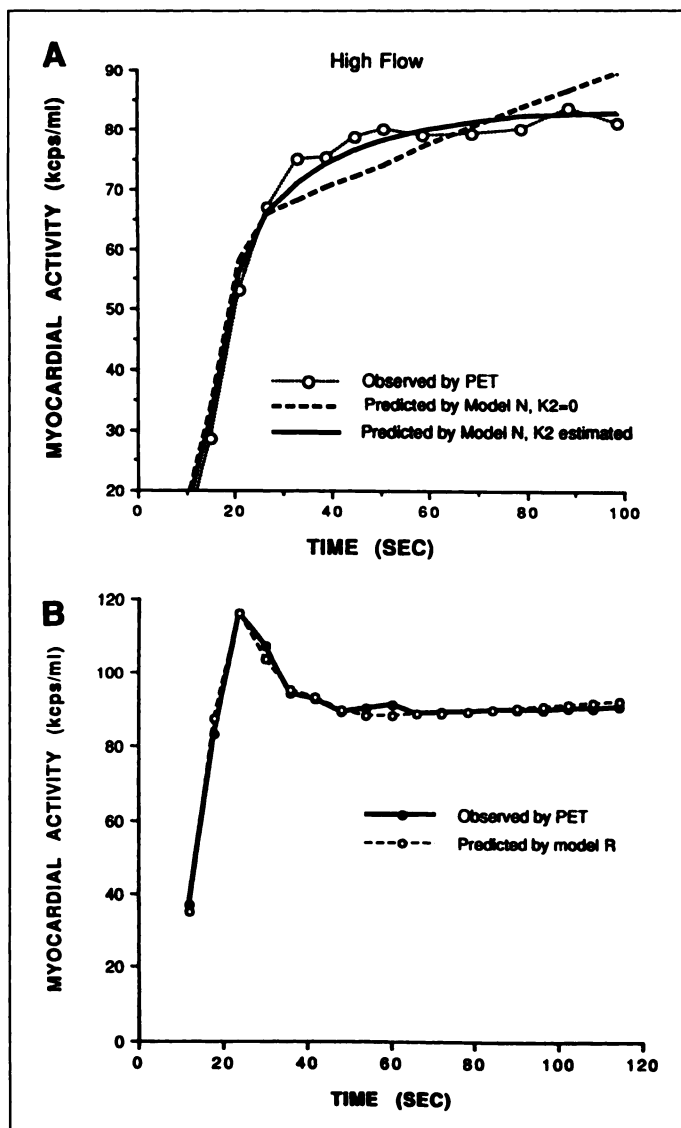 A
High Flow
MYOCARDIAL ACTIVITY (kcps/ml)
90
80
70
60
50
40
30
20
Observed by PET
Predicted by Model N, K2=0
Predicted by Model N, K2 estimated
0 20 40 60 80 100
TIME (SEC)
B
MYOCARDIAL ACTIVITY (kcps/ml)
120
100
80
60
40
20
0
Observed by PET
Predicted by model R
0 20 40 60 80 100 120
TIME (SEC)